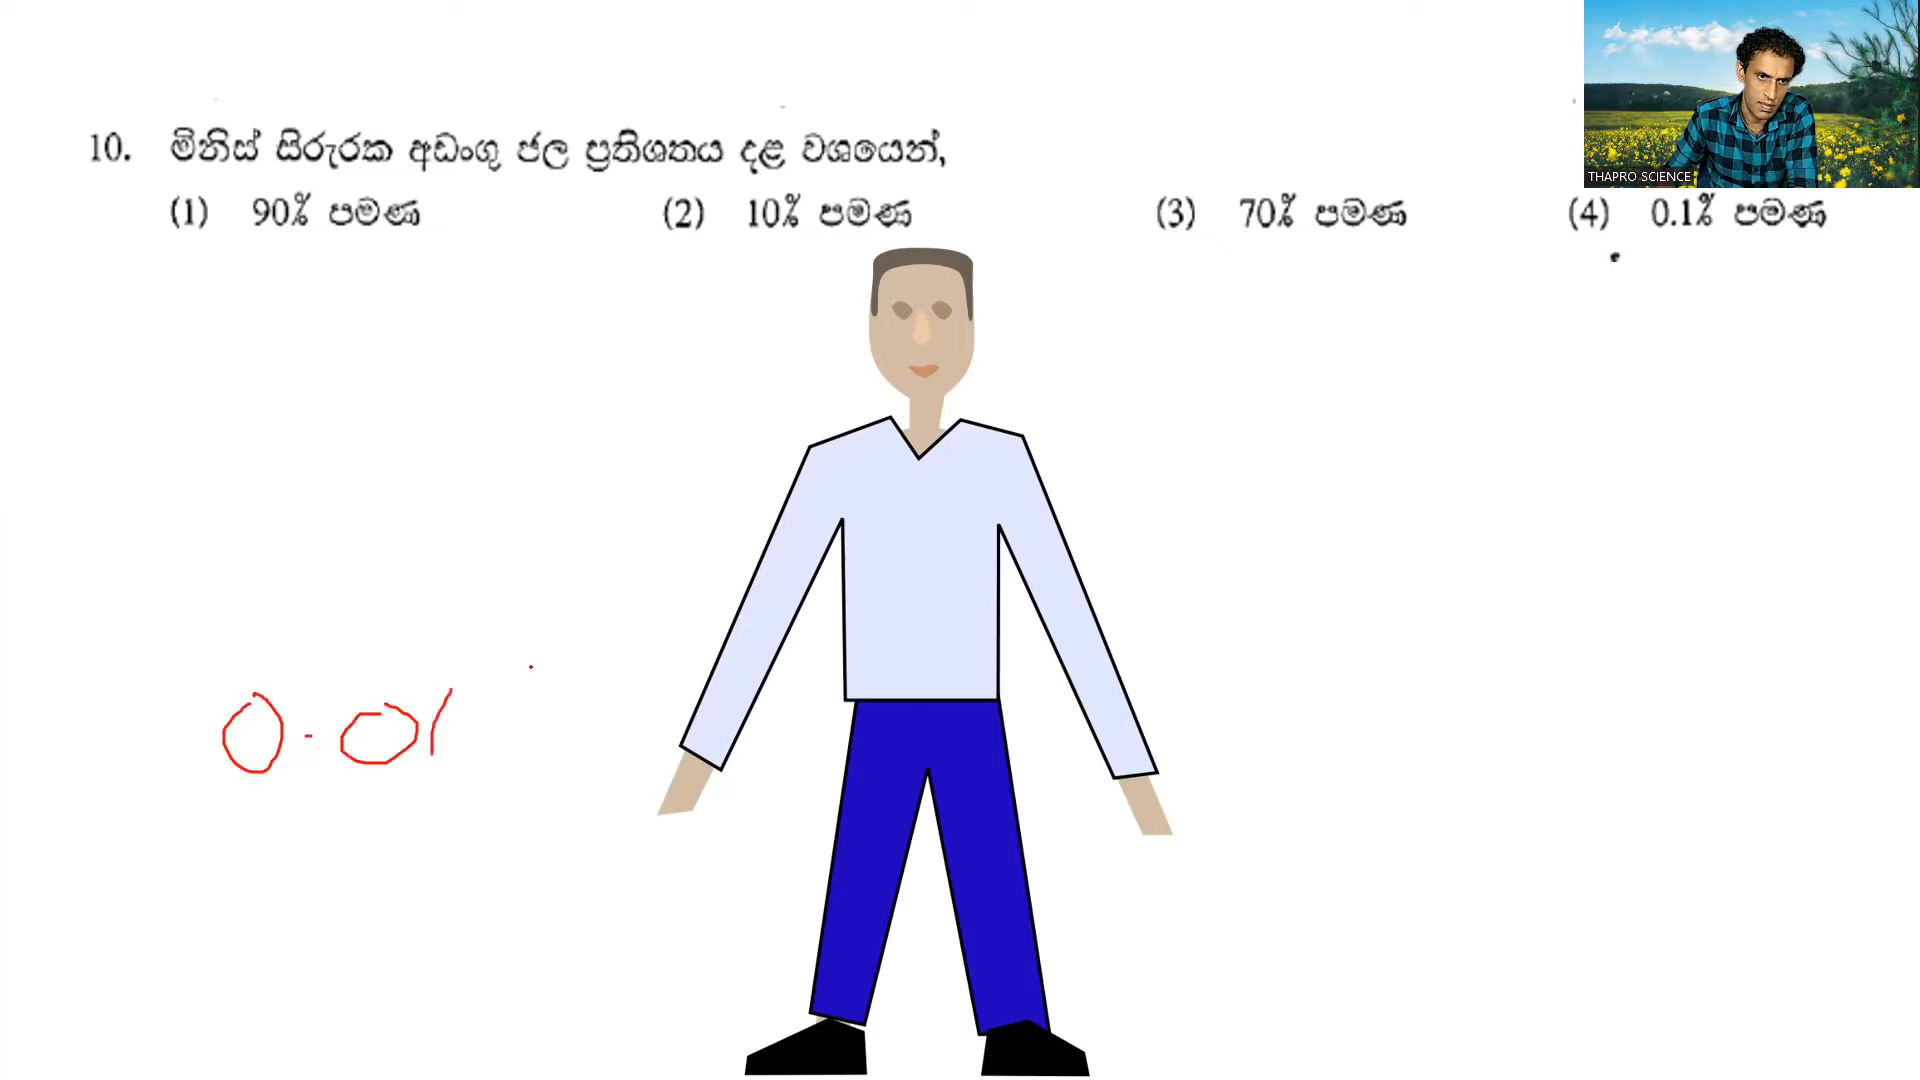 THAPRO SCIENCE
10. මිනිස් සිරුරක අඩංගු ජල ප්‍රතිශතය දළ වශයෙන්,
(1) 90% පමණ (2) 10% පමණ (3) 70% පමණ (4) 0.1% පමණ
0.01